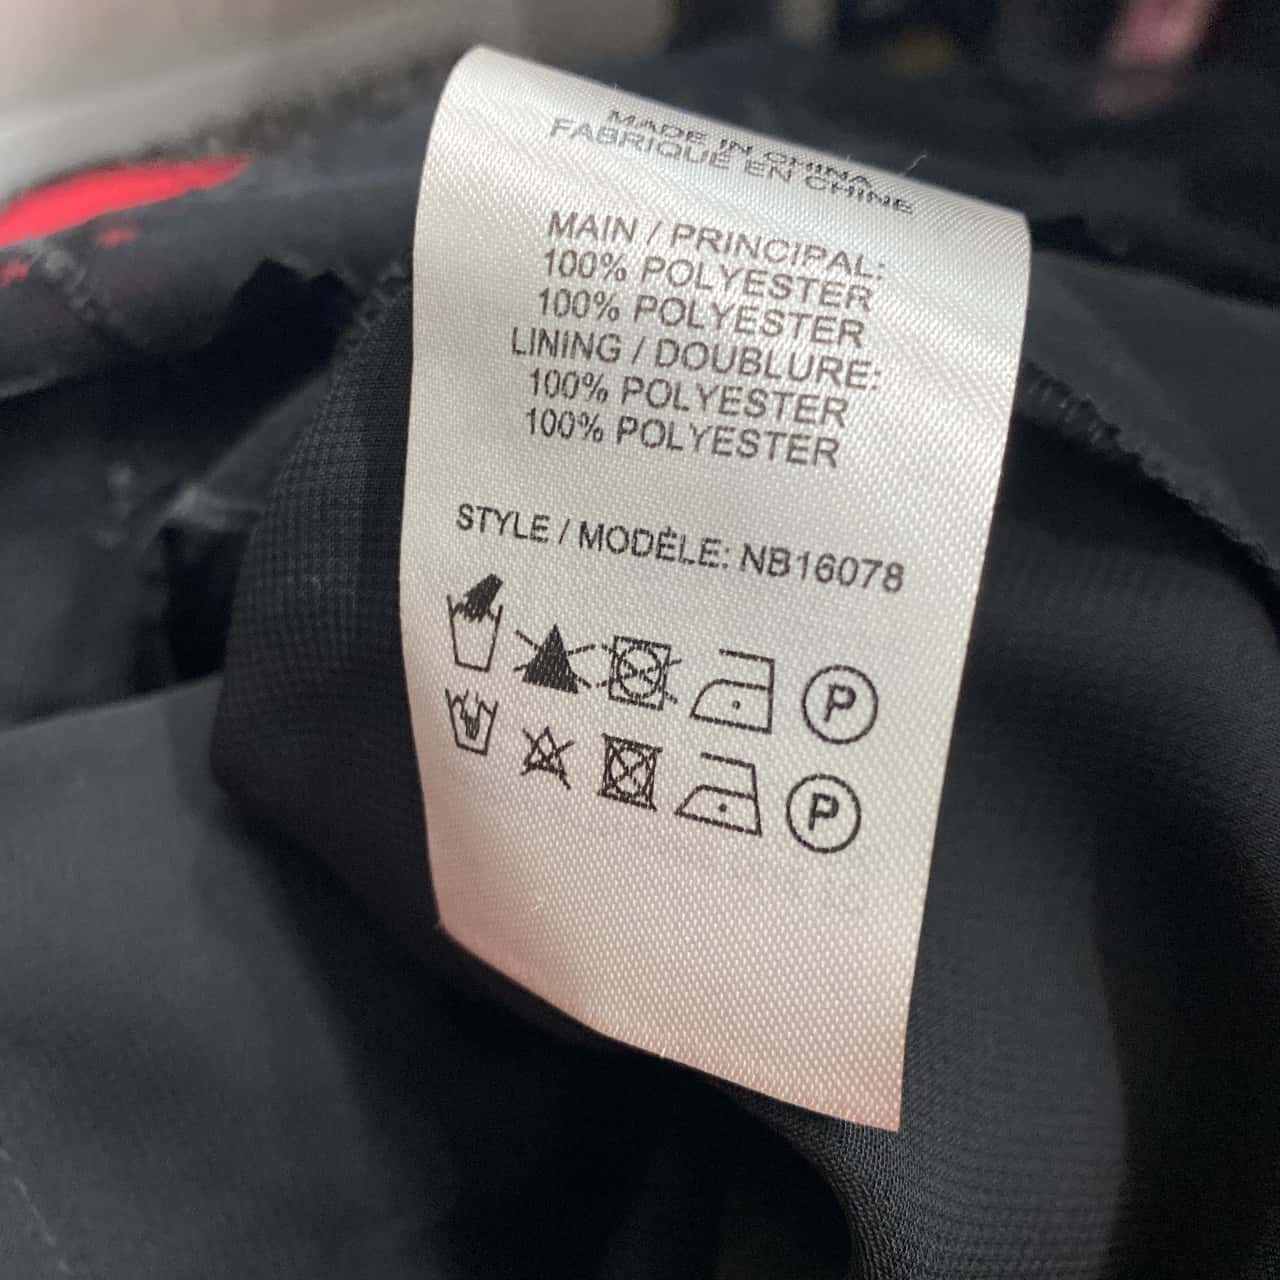 MADE IN CHINA
FABRIQUÉ EN CHINE
MAIN / PRINCIPAL:
100% POLYESTER
100% POLYESTER
LINING / DOUBLURE:
100% POLYESTER
100% POLYESTER
STYLE / MODÈLE: NB16078
P
P